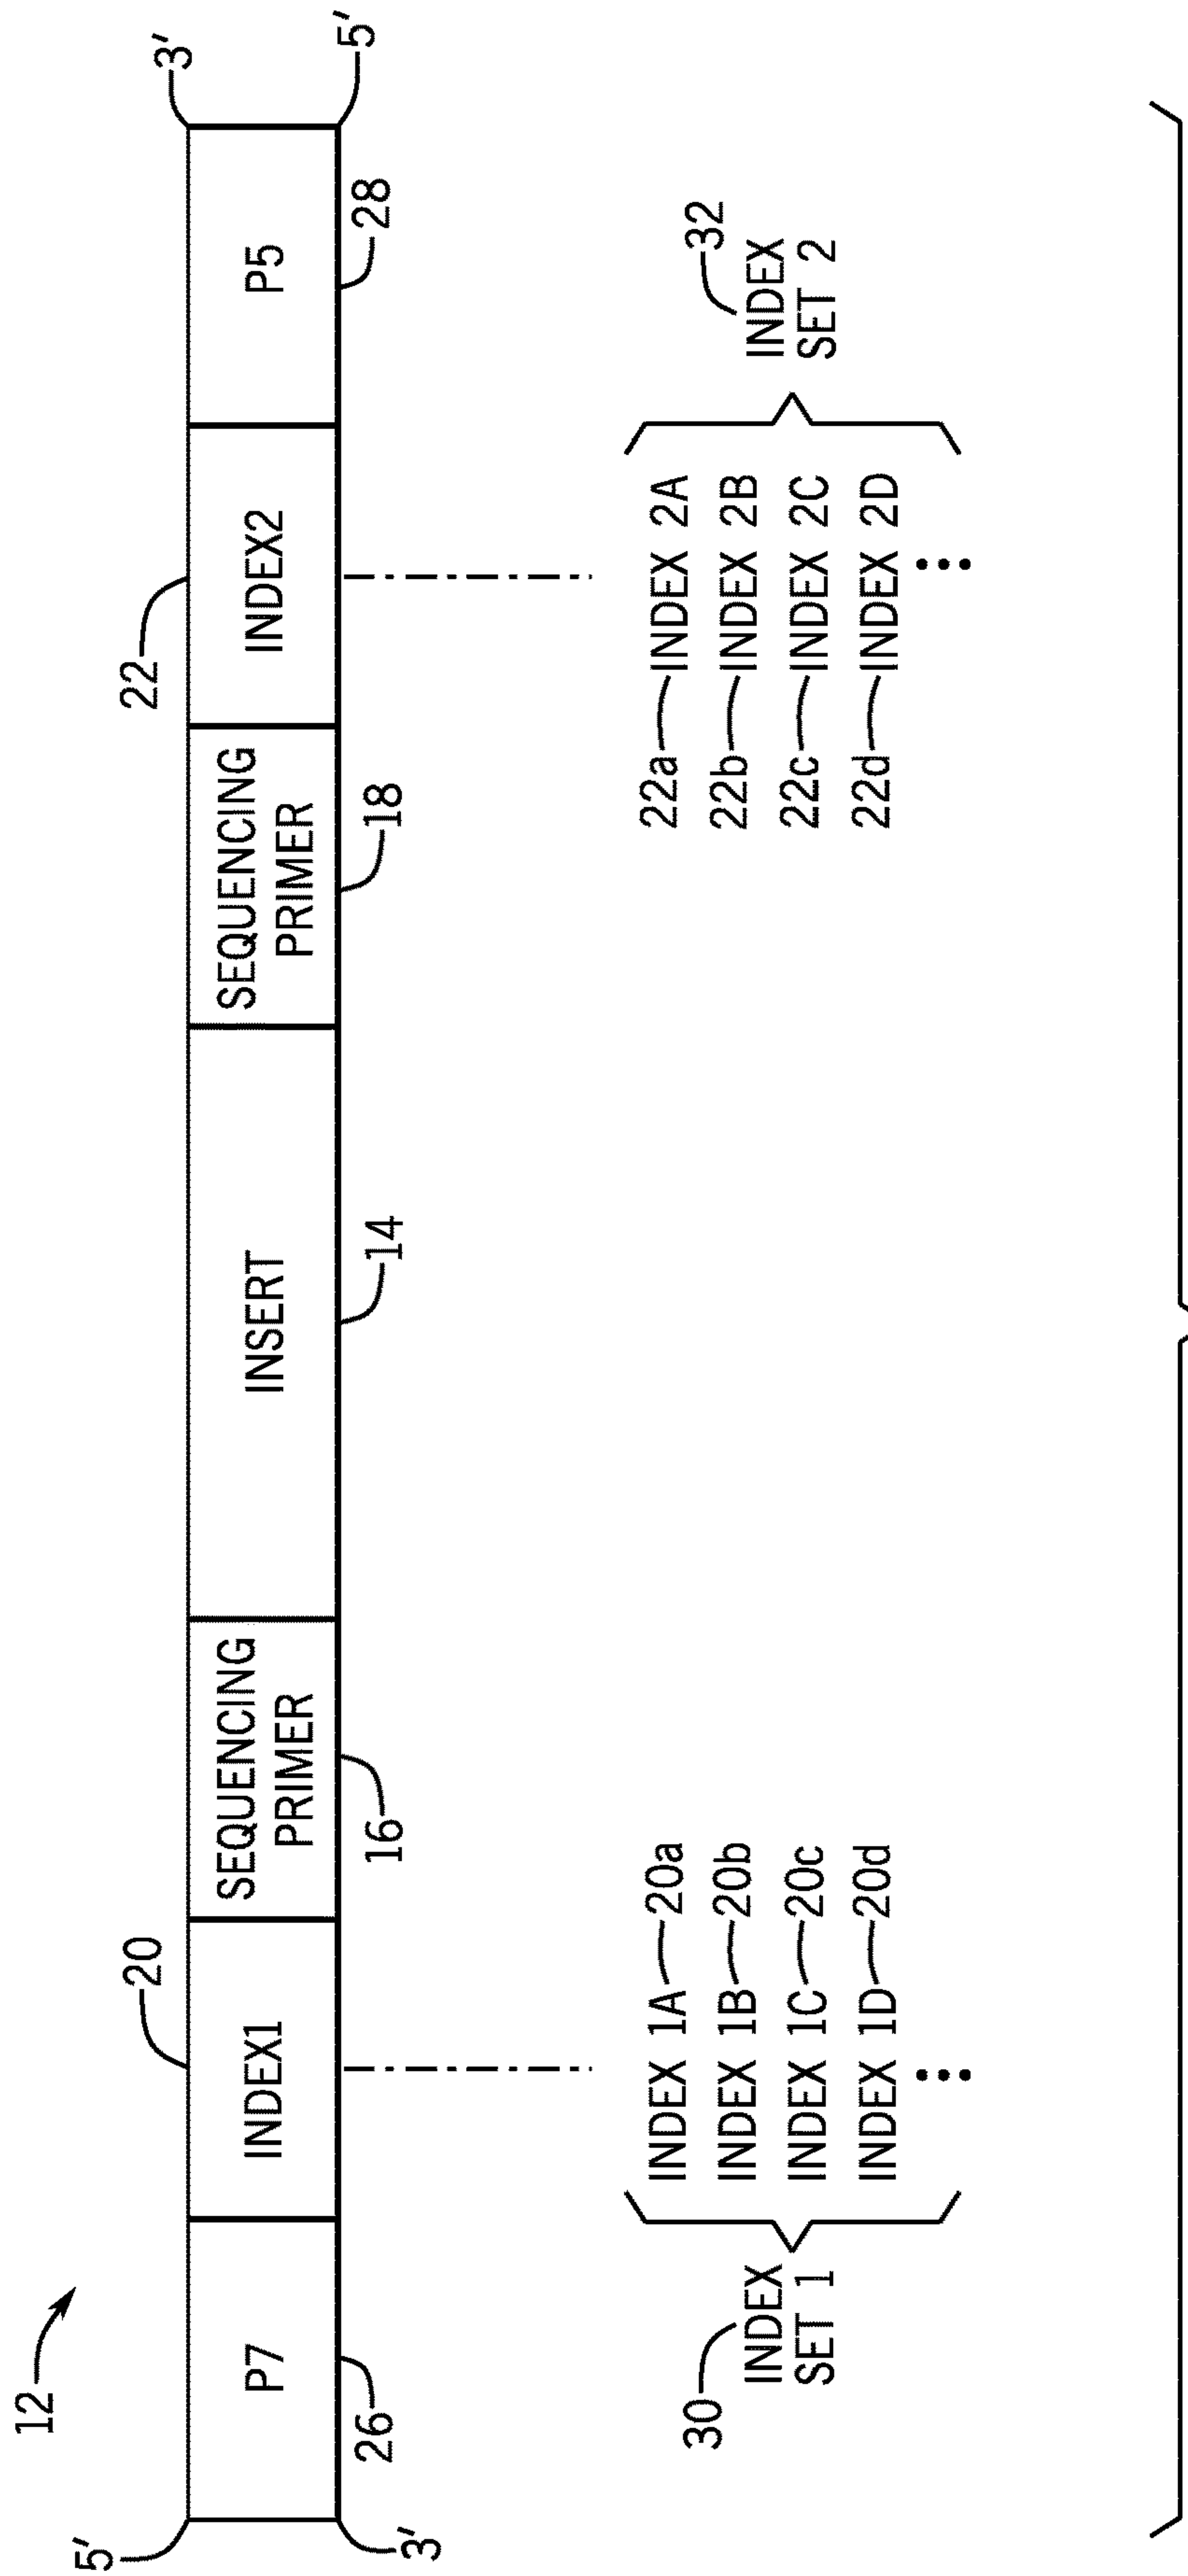 12
5'
3'
20
22
P7
INDEX1
SEQUENCING
PRIMER
INSERT
SEQUENCING
PRIMER
INDEX2
P5
3'
5'
26
16
14
18
28
30
INDEX
SET 1
INDEX 1A 20a
INDEX 1B 20b
INDEX 1C 20c
INDEX 1D 20d
22a INDEX 2A
22b INDEX 2B
22c INDEX 2C
22d INDEX 2D
32
INDEX
SET 2